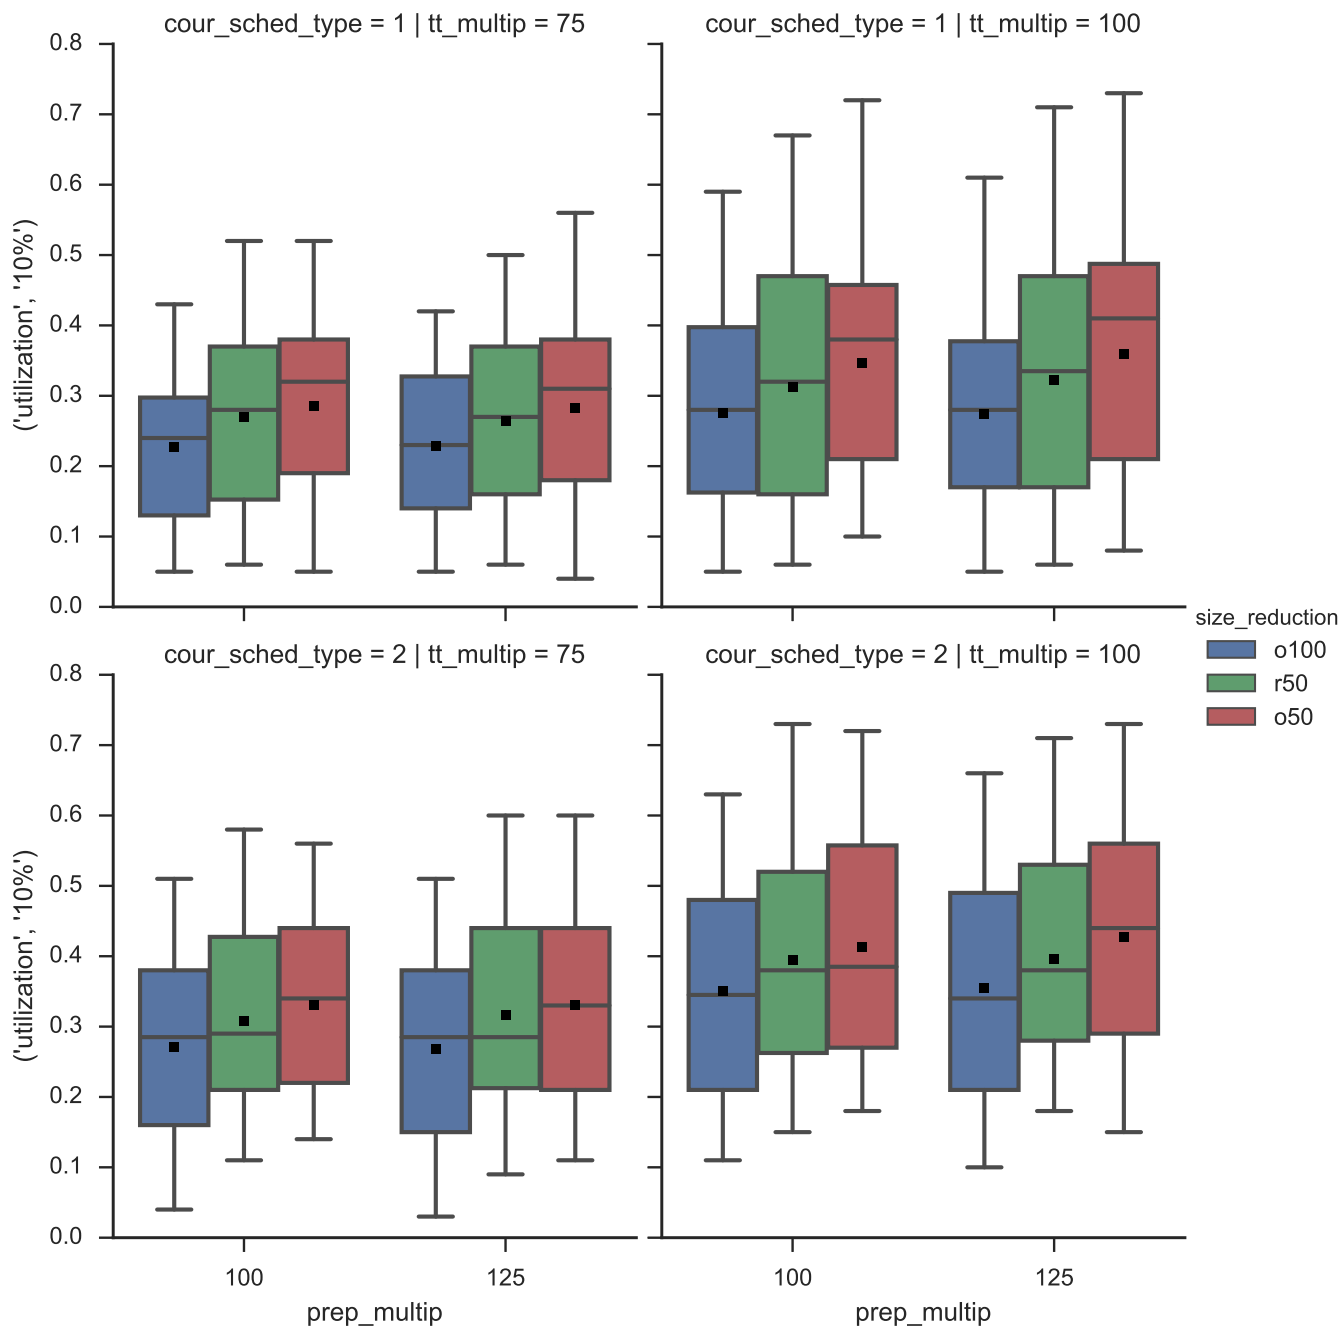 cour_sched_type = 1 | tt_multip = 75
cour_sched_type = 1 | tt_multip = 100
0.8
0.7
0.6
0.5
0.4
0.3
0.2
0.1
0.0
('utilization', '10%')
size_reduction
o100
r50
o50
cour_sched_type = 2 | tt_multip = 75
cour_sched_type = 2 | tt_multip = 100
0.8
0.7
0.6
0.5
0.4
0.3
0.2
0.1
0.0
('utilization', '10%')
100
125
100
125
prep_multip
prep_multip